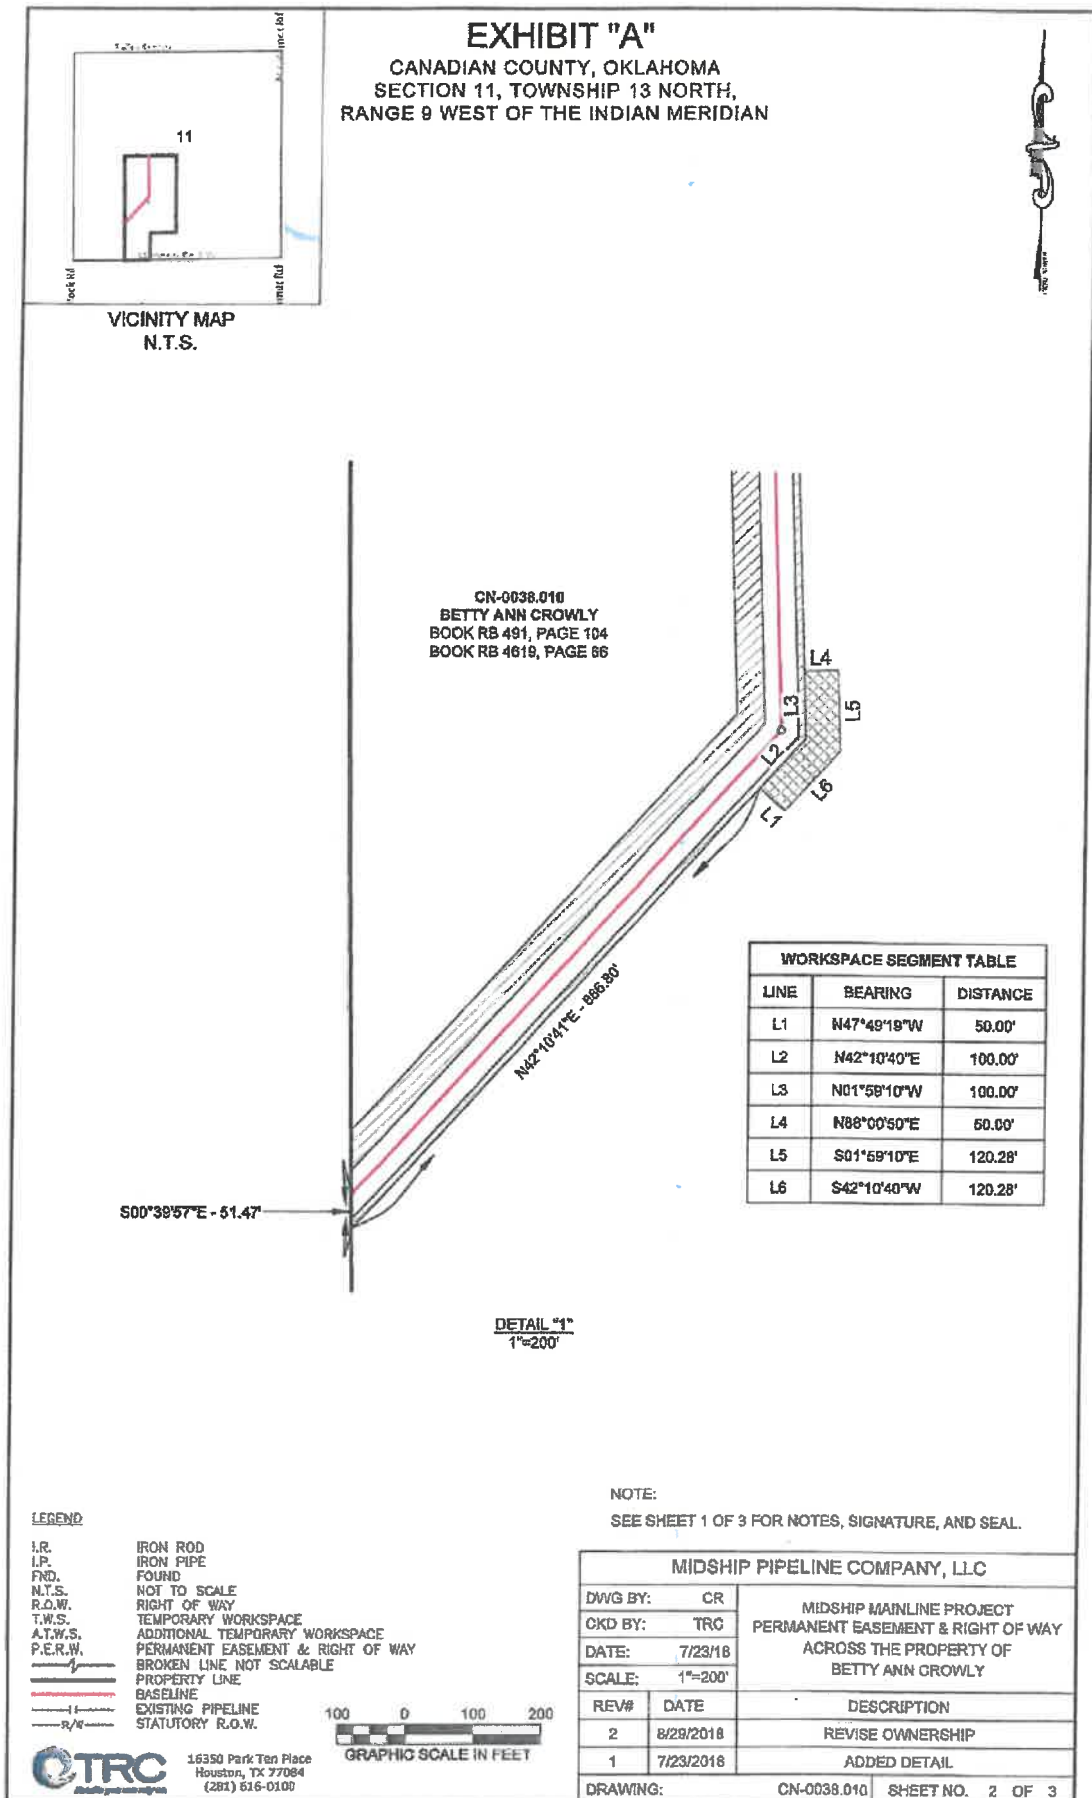 EXHIBIT "A"
CANADIAN COUNTY, OKLAHOMA
SECTION 11, TOWNSHIP 13 NORTH,
RANGE 9 WEST OF THE INDIAN MERIDIAN
11
VICINITY MAP
N.T.S.
CN-0038.010
BETTY ANN CROWLY
BOOK RB 491, PAGE 104
BOOK RB 4619, PAGE 66
L4
L3
L5
L2
L6
L1
N42°10'41"E - 886.80'
S00°39'57"E - 51.47'
WORKSPACE SEGMENT TABLE
LINE BEARING DISTANCE
L1 N47°49'19"W 50.00'
L2 N42°10'40"E 100.00'
L3 N01°59'10"W 100.00'
L4 N88°00'50"E 50.00'
L5 S01°59'10"E 120.28'
L6 S42°10'40"W 120.28'
DETAIL "1"
1"=200'
NOTE:
SEE SHEET 1 OF 3 FOR NOTES, SIGNATURE, AND SEAL.
LEGEND
I.R. IRON ROD
I.P. IRON PIPE
FND. FOUND
N.T.S. NOT TO SCALE
R.O.W. RIGHT OF WAY
T.W.S. TEMPORARY WORKSPACE
A.T.W.S. ADDITIONAL TEMPORARY WORKSPACE
P.E.R.W. PERMANENT EASEMENT & RIGHT OF WAY
BROKEN LINE NOT SCALABLE
PROPERTY LINE
BASELINE
EXISTING PIPELINE
R/W STATUTORY R.O.W.
TRC
16350 Park Ten Place
Houston, TX 77084
(281) 616-0100
100 0 100 200
GRAPHIC SCALE IN FEET
MIDSHIP PIPELINE COMPANY, LLC
DWG BY: CR
CKD BY: TRC
DATE: 7/23/18
SCALE: 1"=200'
MIDSHIP MAINLINE PROJECT
PERMANENT EASEMENT & RIGHT OF WAY
ACROSS THE PROPERTY OF
BETTY ANN CROWLY
REV# DATE DESCRIPTION
2 8/29/2018 REVISE OWNERSHIP
1 7/23/2018 ADDED DETAIL
DRAWING: CN-0038.010 SHEET NO. 2 OF 3